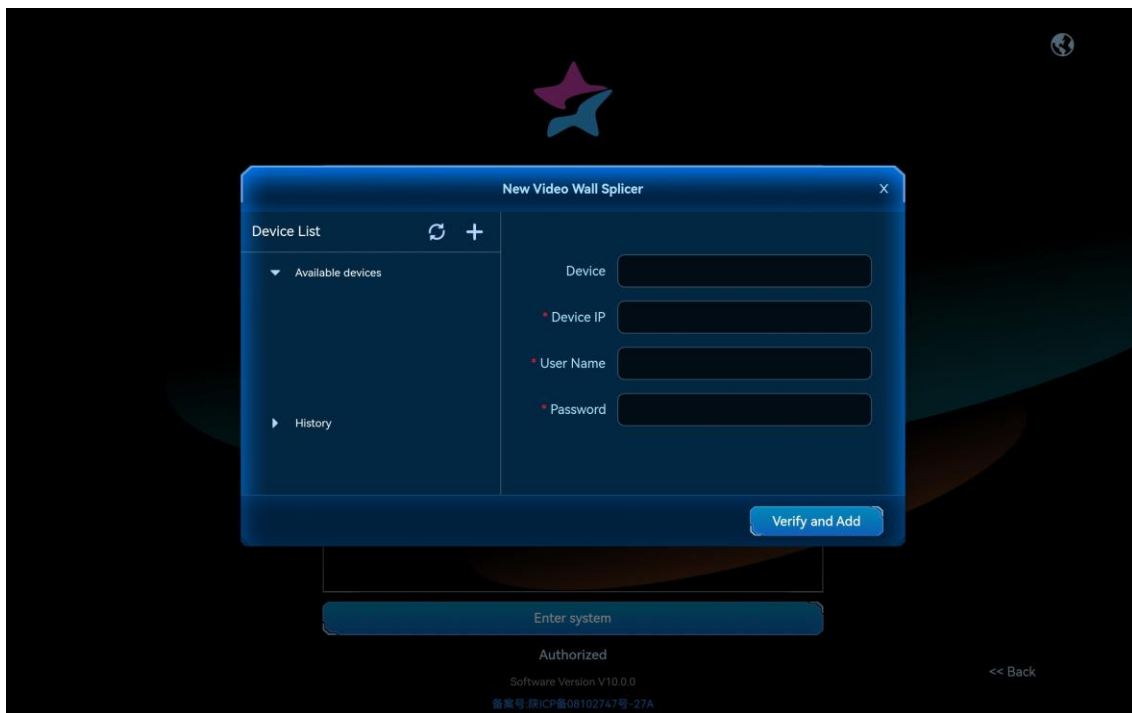 New Video Wall Splicer
X
Device List
Available devices
History
Device
* Device IP
* User Name
* Password
Verify and Add
Enter system
Authorized
<< Back
Software Version V10.0.0
备案号:陕ICP备08102747号-27A